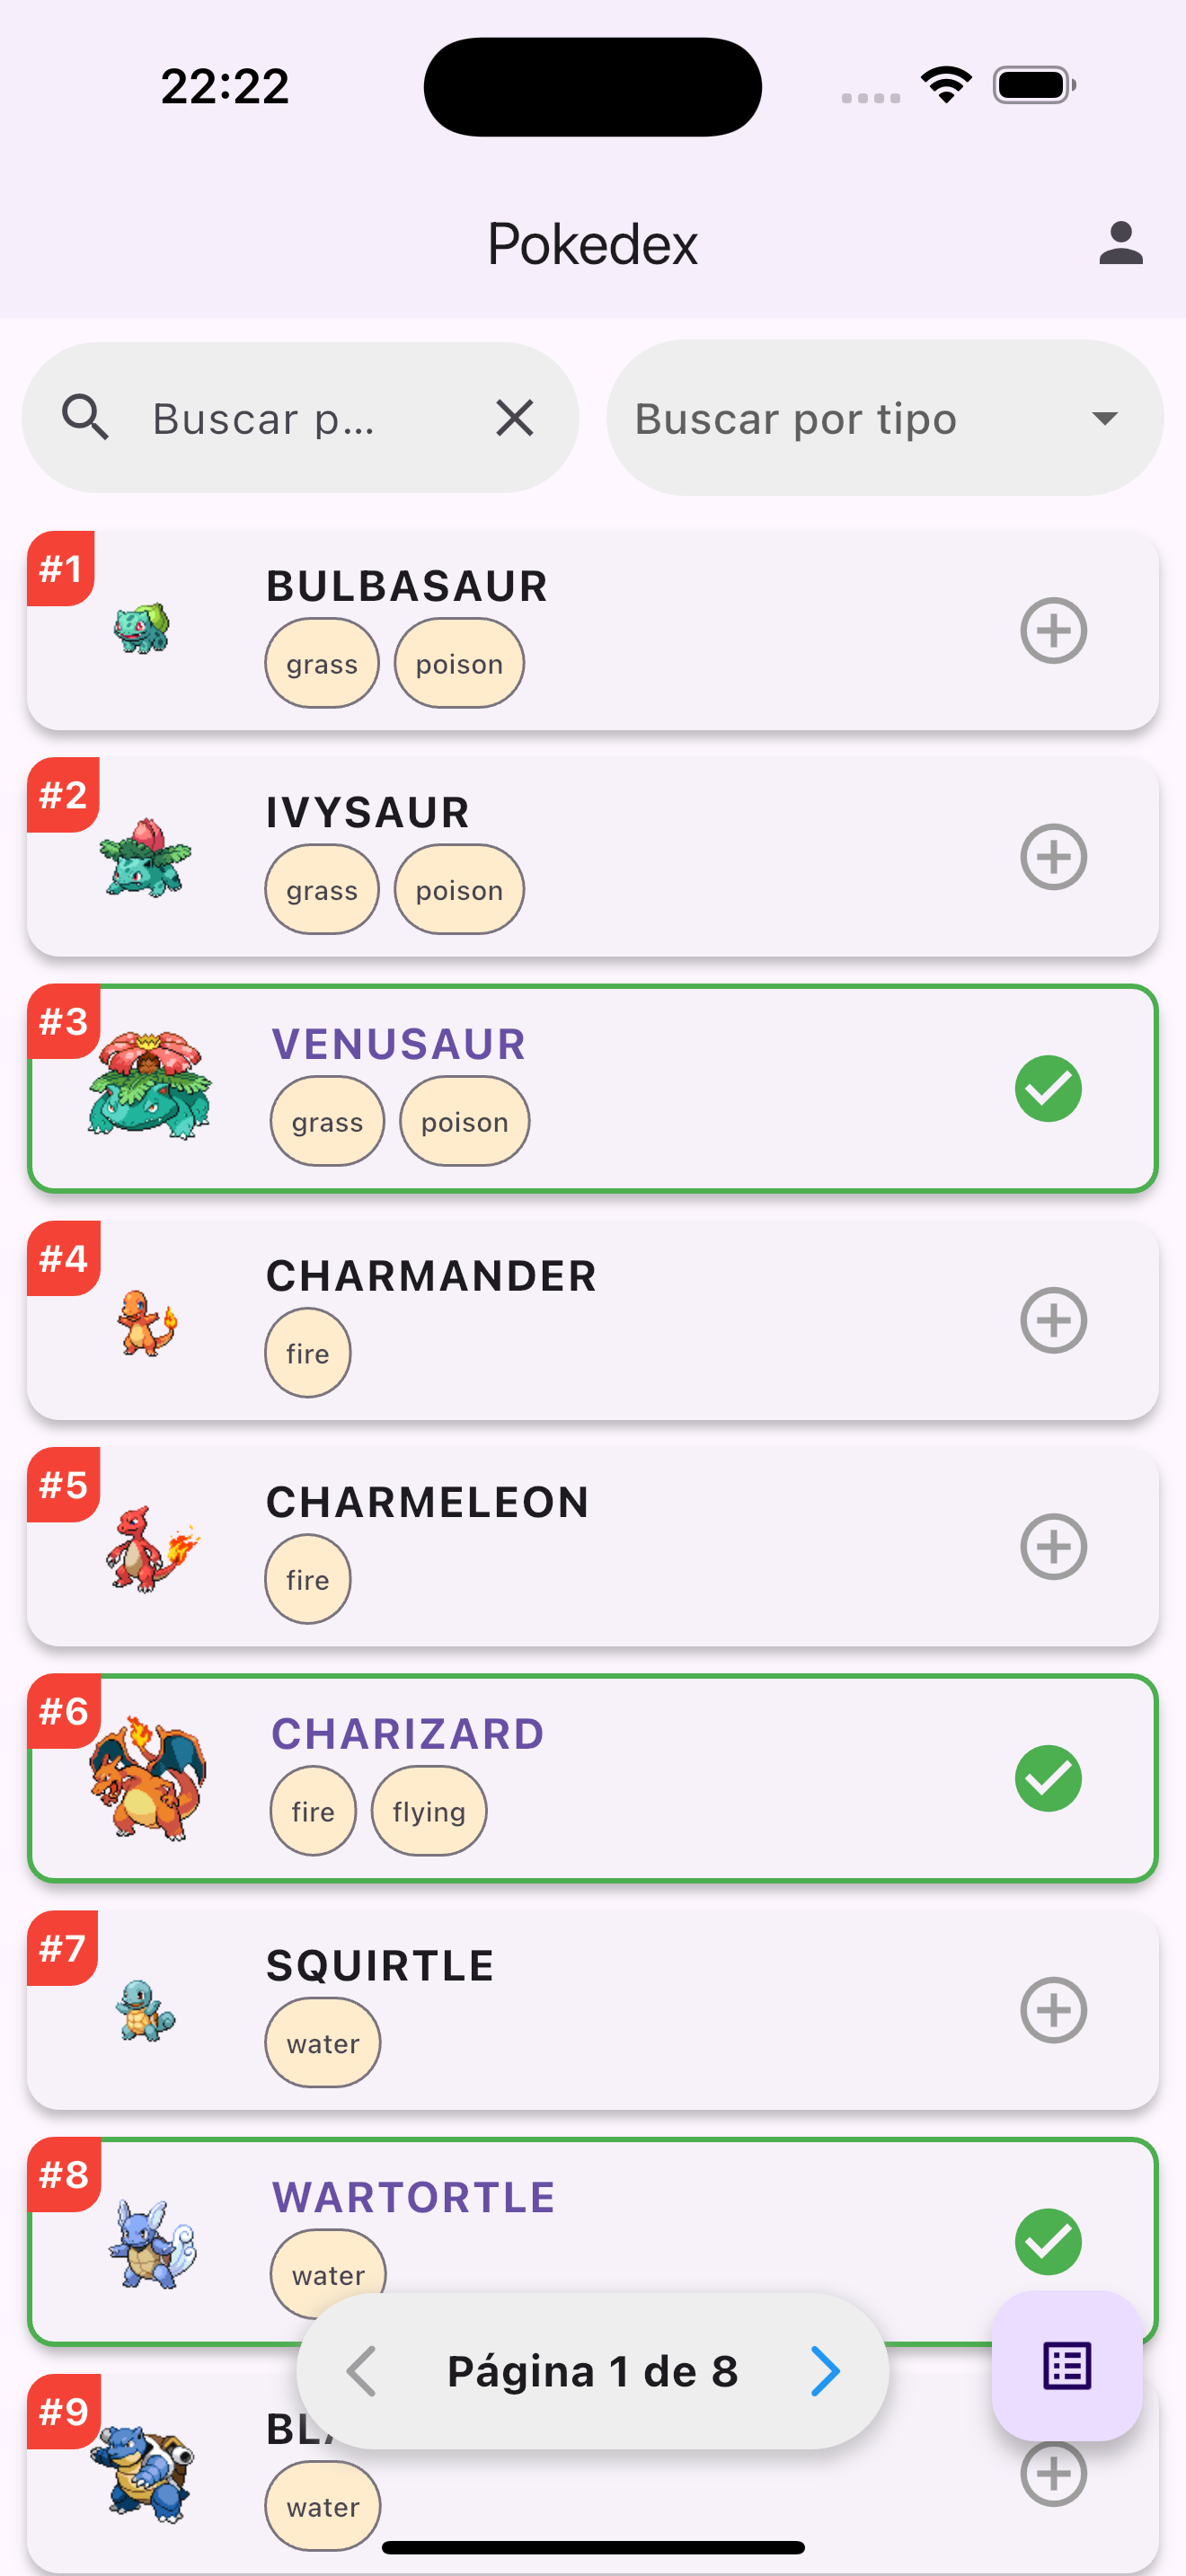 22:22
Pokedex
Buscar p...
Buscar por tipo
#1
BULBASAUR
grass poison
#2
IVYSAUR
grass poison
#3
VENUSAUR
grass poison
#4
CHARMANDER
fire
#5
CHARMELEON
fire
#6
CHARIZARD
fire flying
#7
SQUIRTLE
water
#8
WARTORTLE
water
Página 1 de 8
#9
water